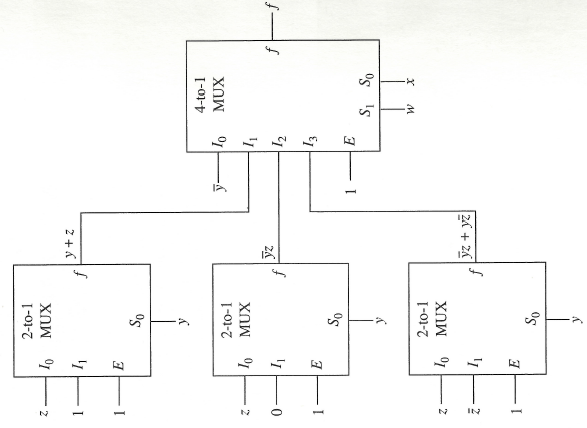 2-to-1
MUX
z I₀
1 I₁
1 E
S₀
y
f
y + z
2-to-1
MUX
z I₀
0 I₁
1 E
S₀
y
f
y̅z
2-to-1
MUX
z I₀
z̅ I₁
1 E
S₀
y
f
y̅z + yz̅
4-to-1
MUX
y̅ I₀
I₁
I₂
I₃
1 E
S₁ S₀
w x
f f